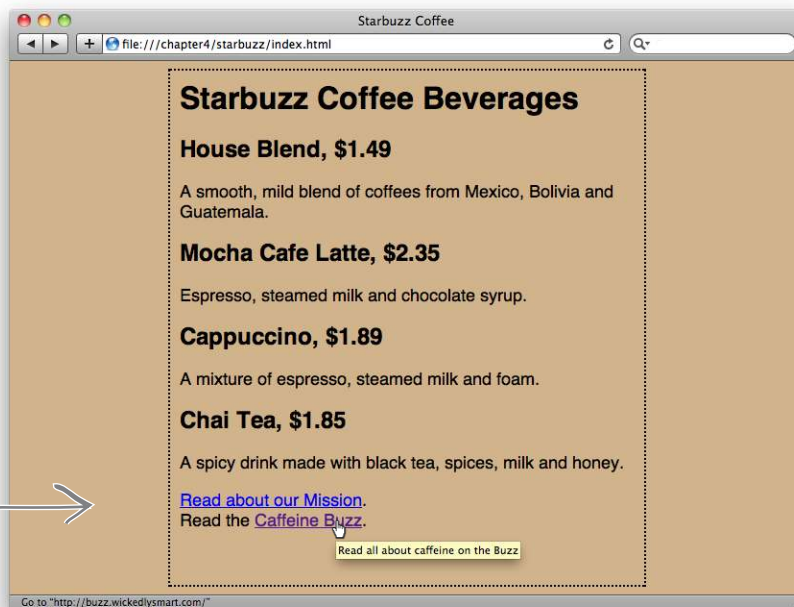 Starbuzz Coffee
file:///chapter4/starbuzz/index.html
Starbuzz Coffee Beverages
House Blend, $1.49
A smooth, mild blend of coffees from Mexico, Bolivia and
Guatemala.
Mocha Cafe Latte, $2.35
Espresso, steamed milk and chocolate syrup.
Cappuccino, $1.89
A mixture of espresso, steamed milk and foam.
Chai Tea, $1.85
A spicy drink made with black tea, spices, milk and honey.
Read about our Mission.
Read the Caffeine Buzz.
Read all about caffeine on the Buzz
Go to "http://buzz.wickedlysmart.com/"